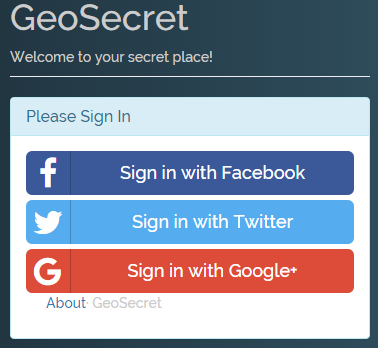 GeoSecret
Welcome to your secret place!
Please Sign In
Sign in with Facebook
Sign in with Twitter
Sign in with Google+
About· GeoSecret